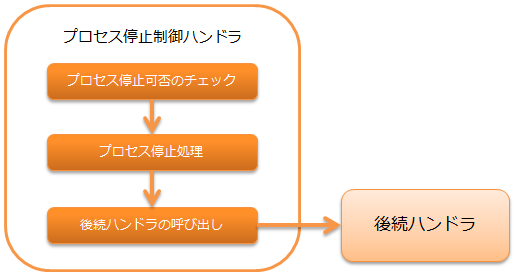 プロセス停止制御ハンドラ
プロセス停止可否のチェック
プロセス停止処理
後続ハンドラの呼び出し
後続ハンドラ